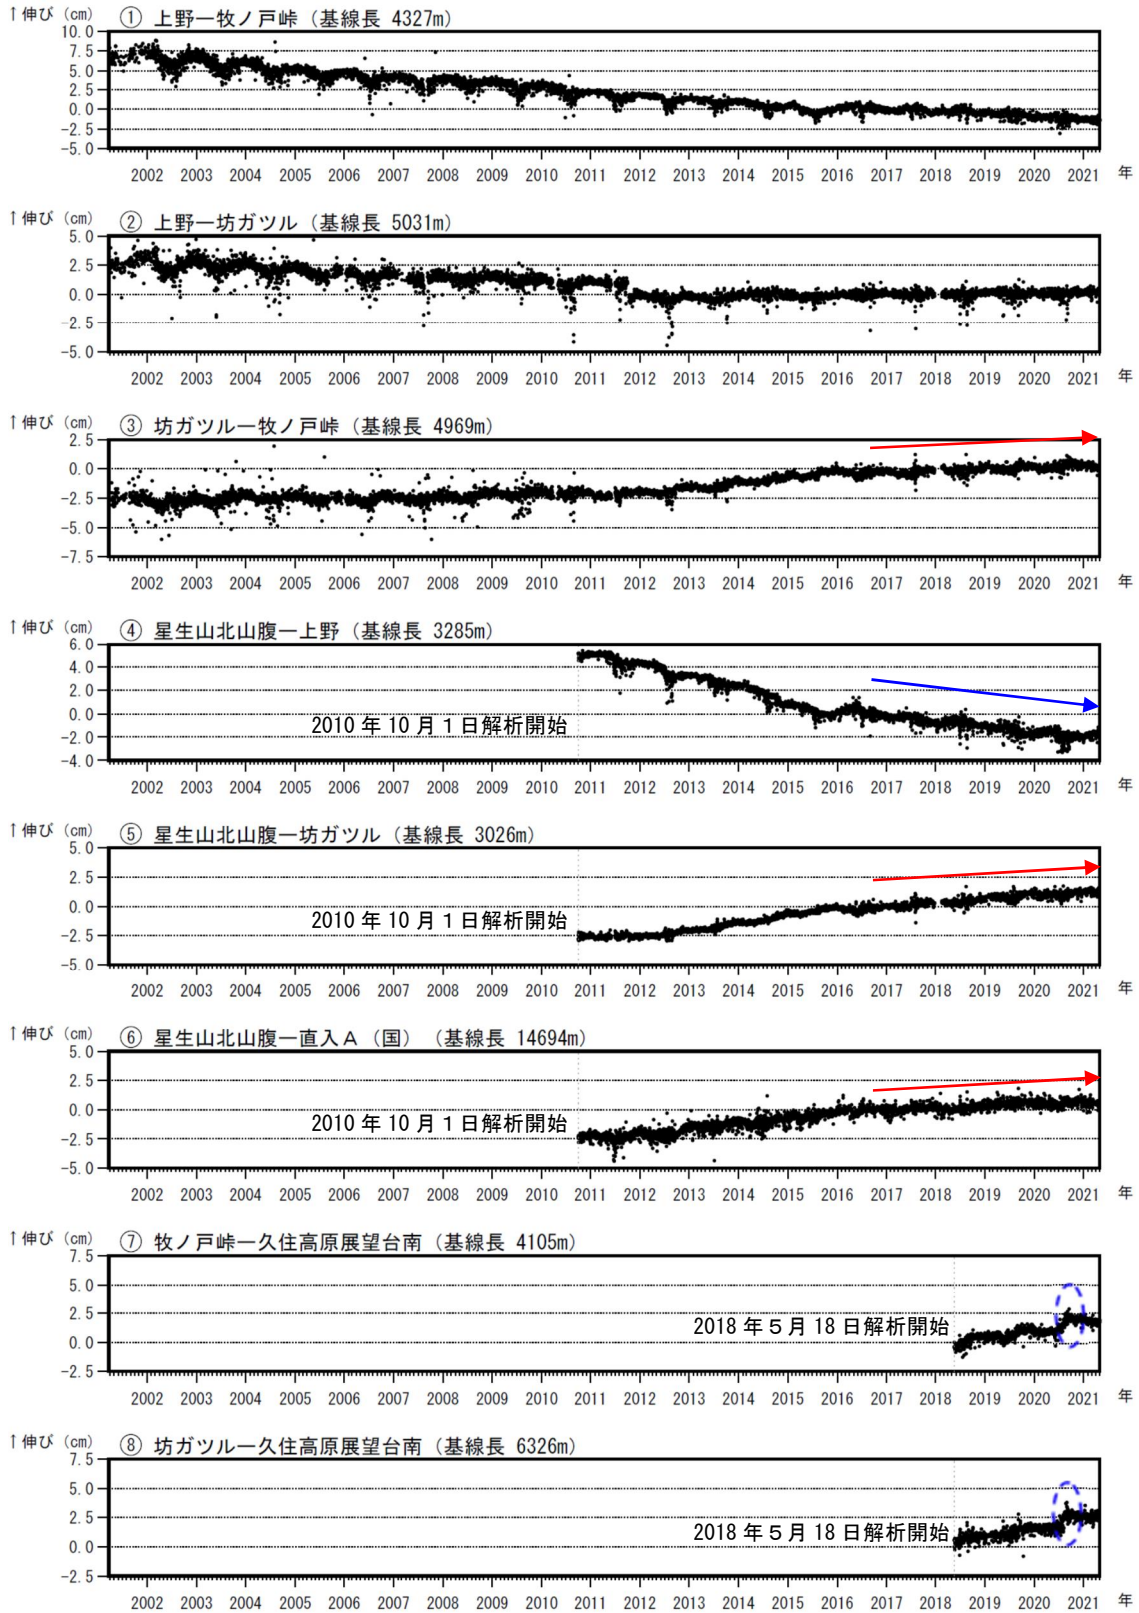 ↑伸び (cm) ① 上野－牧ノ戸峠 (基線長 4327m)
10.0
7.5
5.0
2.5
0.0
-2.5
-5.0
2002 2003 2004 2005 2006 2007 2008 2009 2010 2011 2012 2013 2014 2015 2016 2017 2018 2019 2020 2021 年
↑伸び (cm) ② 上野－坊ガツル (基線長 5031m)
5.0
2.5
0.0
-2.5
-5.0
2002 2003 2004 2005 2006 2007 2008 2009 2010 2011 2012 2013 2014 2015 2016 2017 2018 2019 2020 2021 年
↑伸び (cm) ③ 坊ガツル－牧ノ戸峠 (基線長 4969m)
2.5
0.0
-2.5
-5.0
-7.5
2002 2003 2004 2005 2006 2007 2008 2009 2010 2011 2012 2013 2014 2015 2016 2017 2018 2019 2020 2021 年
↑伸び (cm) ④ 星生山北山腹－上野 (基線長 3285m)
6.0
4.0
2.0
0.0
2010 年 10 月 1 日解析開始
-2.0
-4.0
2002 2003 2004 2005 2006 2007 2008 2009 2010 2011 2012 2013 2014 2015 2016 2017 2018 2019 2020 2021 年
↑伸び (cm) ⑤ 星生山北山腹－坊ガツル (基線長 3026m)
5.0
2.5
0.0
2010 年 10 月 1 日解析開始
-2.5
-5.0
2002 2003 2004 2005 2006 2007 2008 2009 2010 2011 2012 2013 2014 2015 2016 2017 2018 2019 2020 2021 年
↑伸び (cm) ⑥ 星生山北山腹－直入Ａ (国) (基線長 14694m)
5.0
2.5
0.0
2010 年 10 月 1 日解析開始
-2.5
-5.0
2002 2003 2004 2005 2006 2007 2008 2009 2010 2011 2012 2013 2014 2015 2016 2017 2018 2019 2020 2021 年
↑伸び (cm) ⑦ 牧ノ戸峠－久住高原展望台南 (基線長 4105m)
7.5
5.0
2.5
2018 年５月 18 日解析開始
0.0
-2.5
2002 2003 2004 2005 2006 2007 2008 2009 2010 2011 2012 2013 2014 2015 2016 2017 2018 2019 2020 2021 年
↑伸び (cm) ⑧ 坊ガツル－久住高原展望台南 (基線長 6326m)
7.5
5.0
2.5
2018 年５月 18 日解析開始
0.0
-2.5
2002 2003 2004 2005 2006 2007 2008 2009 2010 2011 2012 2013 2014 2015 2016 2017 2018 2019 2020 2021 年